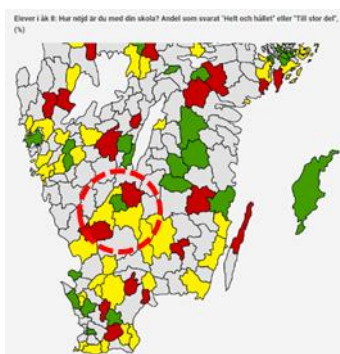 Elever i åk 8: Hur nöjd är du med din skola? Andel som svarat "Helt och hållet" eller "Till stor del",
(%)